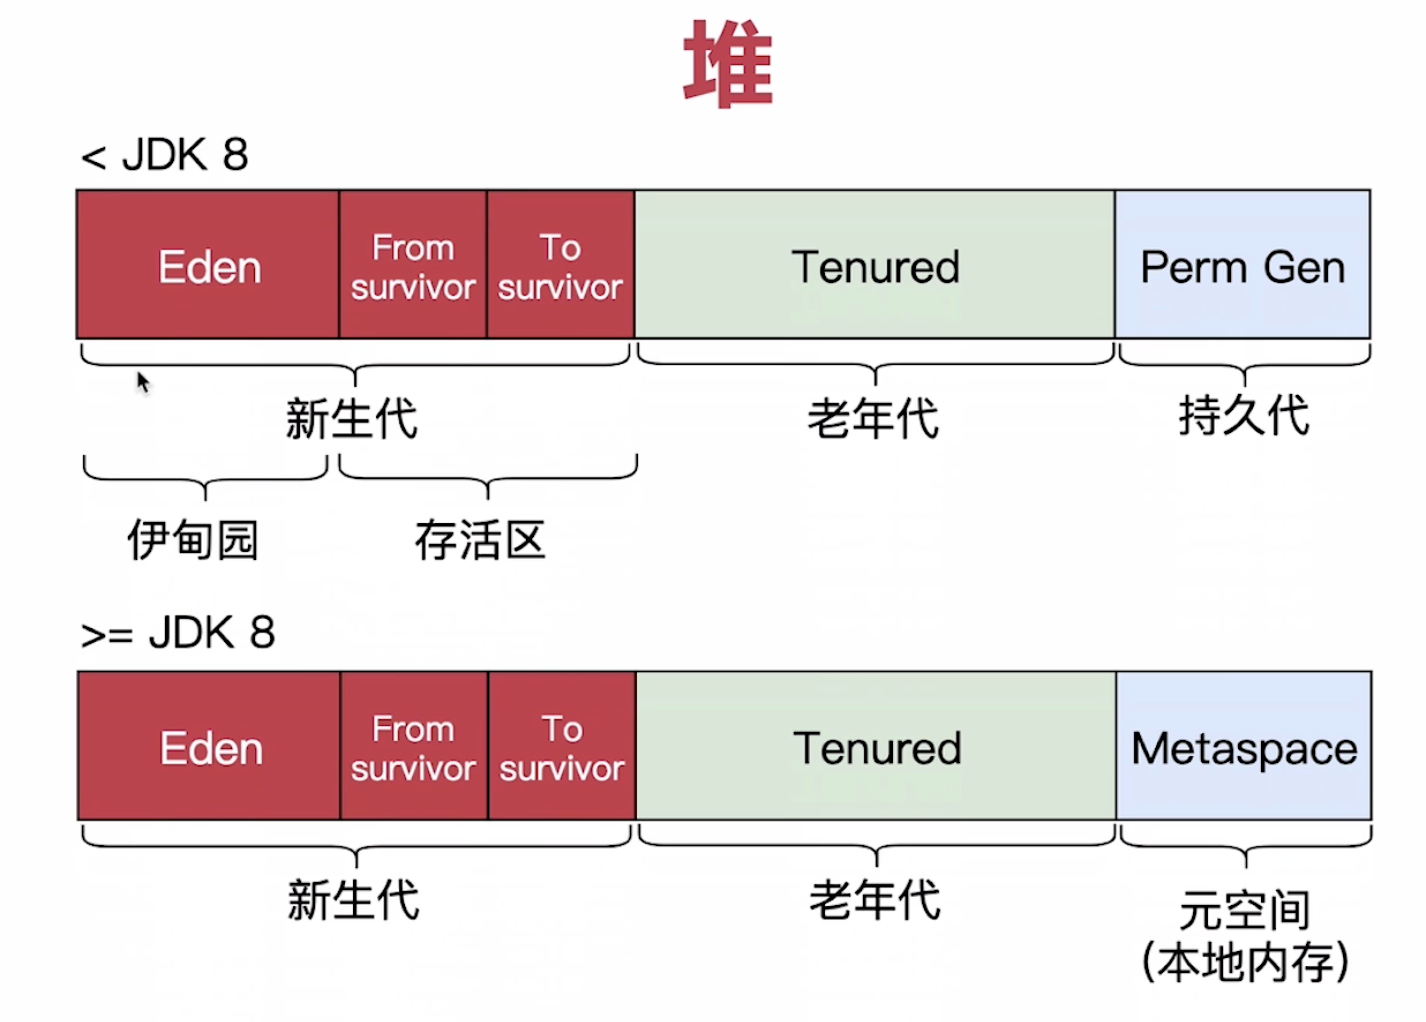 堆
< JDK 8
Eden
From
survivor
To
survivor
Tenured
Perm Gen
新生代
老年代
持久代
伊甸园
存活区
>= JDK 8
Eden
From
survivor
To
survivor
Tenured
Metaspace
新生代
老年代
元空间
(本地内存)